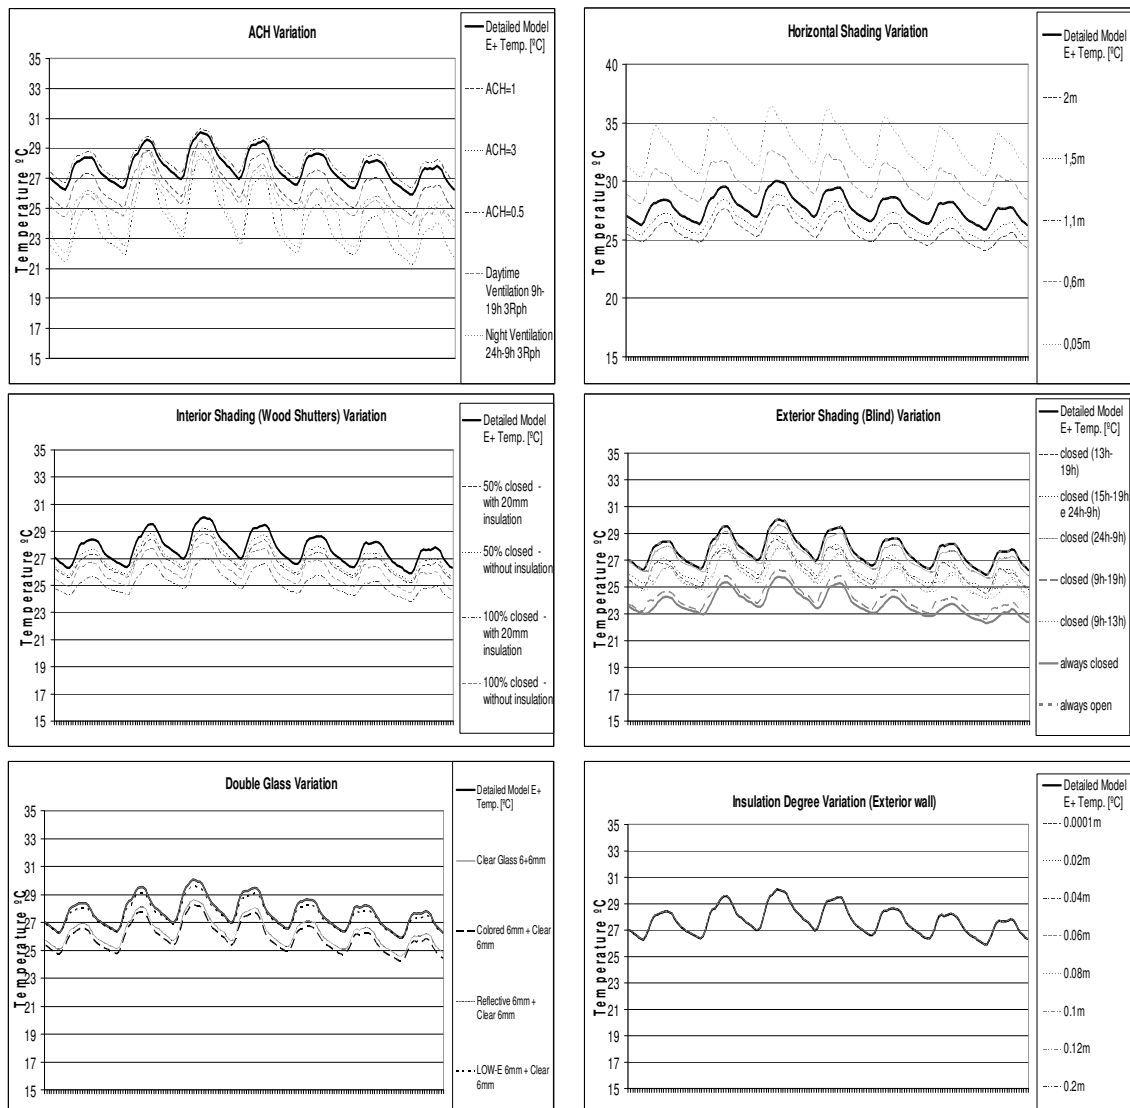 ACH Variation
Temperature ºC
35
33
31
29
27
25
23
21
19
17
15
Detailed Model
E+ Temp. [ºC]
ACH=1
ACH=3
ACH=0.5
Daytime
Ventilation 9h-
19h 3Rph
Night Ventilation
24h-9h 3Rph
Horizontal Shading Variation
Temperature ºC
40
35
30
25
20
15
Detailed Model
E+ Temp. [ºC]
2m
1,5m
1,1m
0,6m
0,05m
Interior Shading (Wood Shutters) Variation
Temperature ºC
35
33
31
29
27
25
23
21
19
17
15
Detailed Model
E+ Temp. [ºC]
50% closed -
with 20mm
insulation
50% closed -
without insulation
100% closed -
with 20mm
insulation
100% closed -
without insulation
Exterior Shading (Blind) Variation
Temperature ºC
35
33
31
29
27
25
23
21
19
17
15
Detailed Model
E+ Temp. [ºC]
closed (13h-
19h)
closed (15h-19h
e 24h-9h)
closed (24h-9h)
closed (9h-19h)
closed (9h-13h)
always closed
always open
Double Glass Variation
Temperature ºC
35
33
31
29
27
25
23
21
19
17
15
Detailed Model E+
Temp. [ºC]
Clear Glass 6+6mm
Colored 6mm + Clear
6mm
Reflective 6mm +
Clear 6mm
LOW-E 6mm + Clear
6mm
Insulation Degree Variation (Exterior wall)
Temperature ºC
35
33
31
29
27
25
23
21
19
17
15
Detailed Model
E+ Temp. [ºC]
0.0001m
0.02m
0.04m
0.06m
0.08m
0.1m
0.12m
0.2m